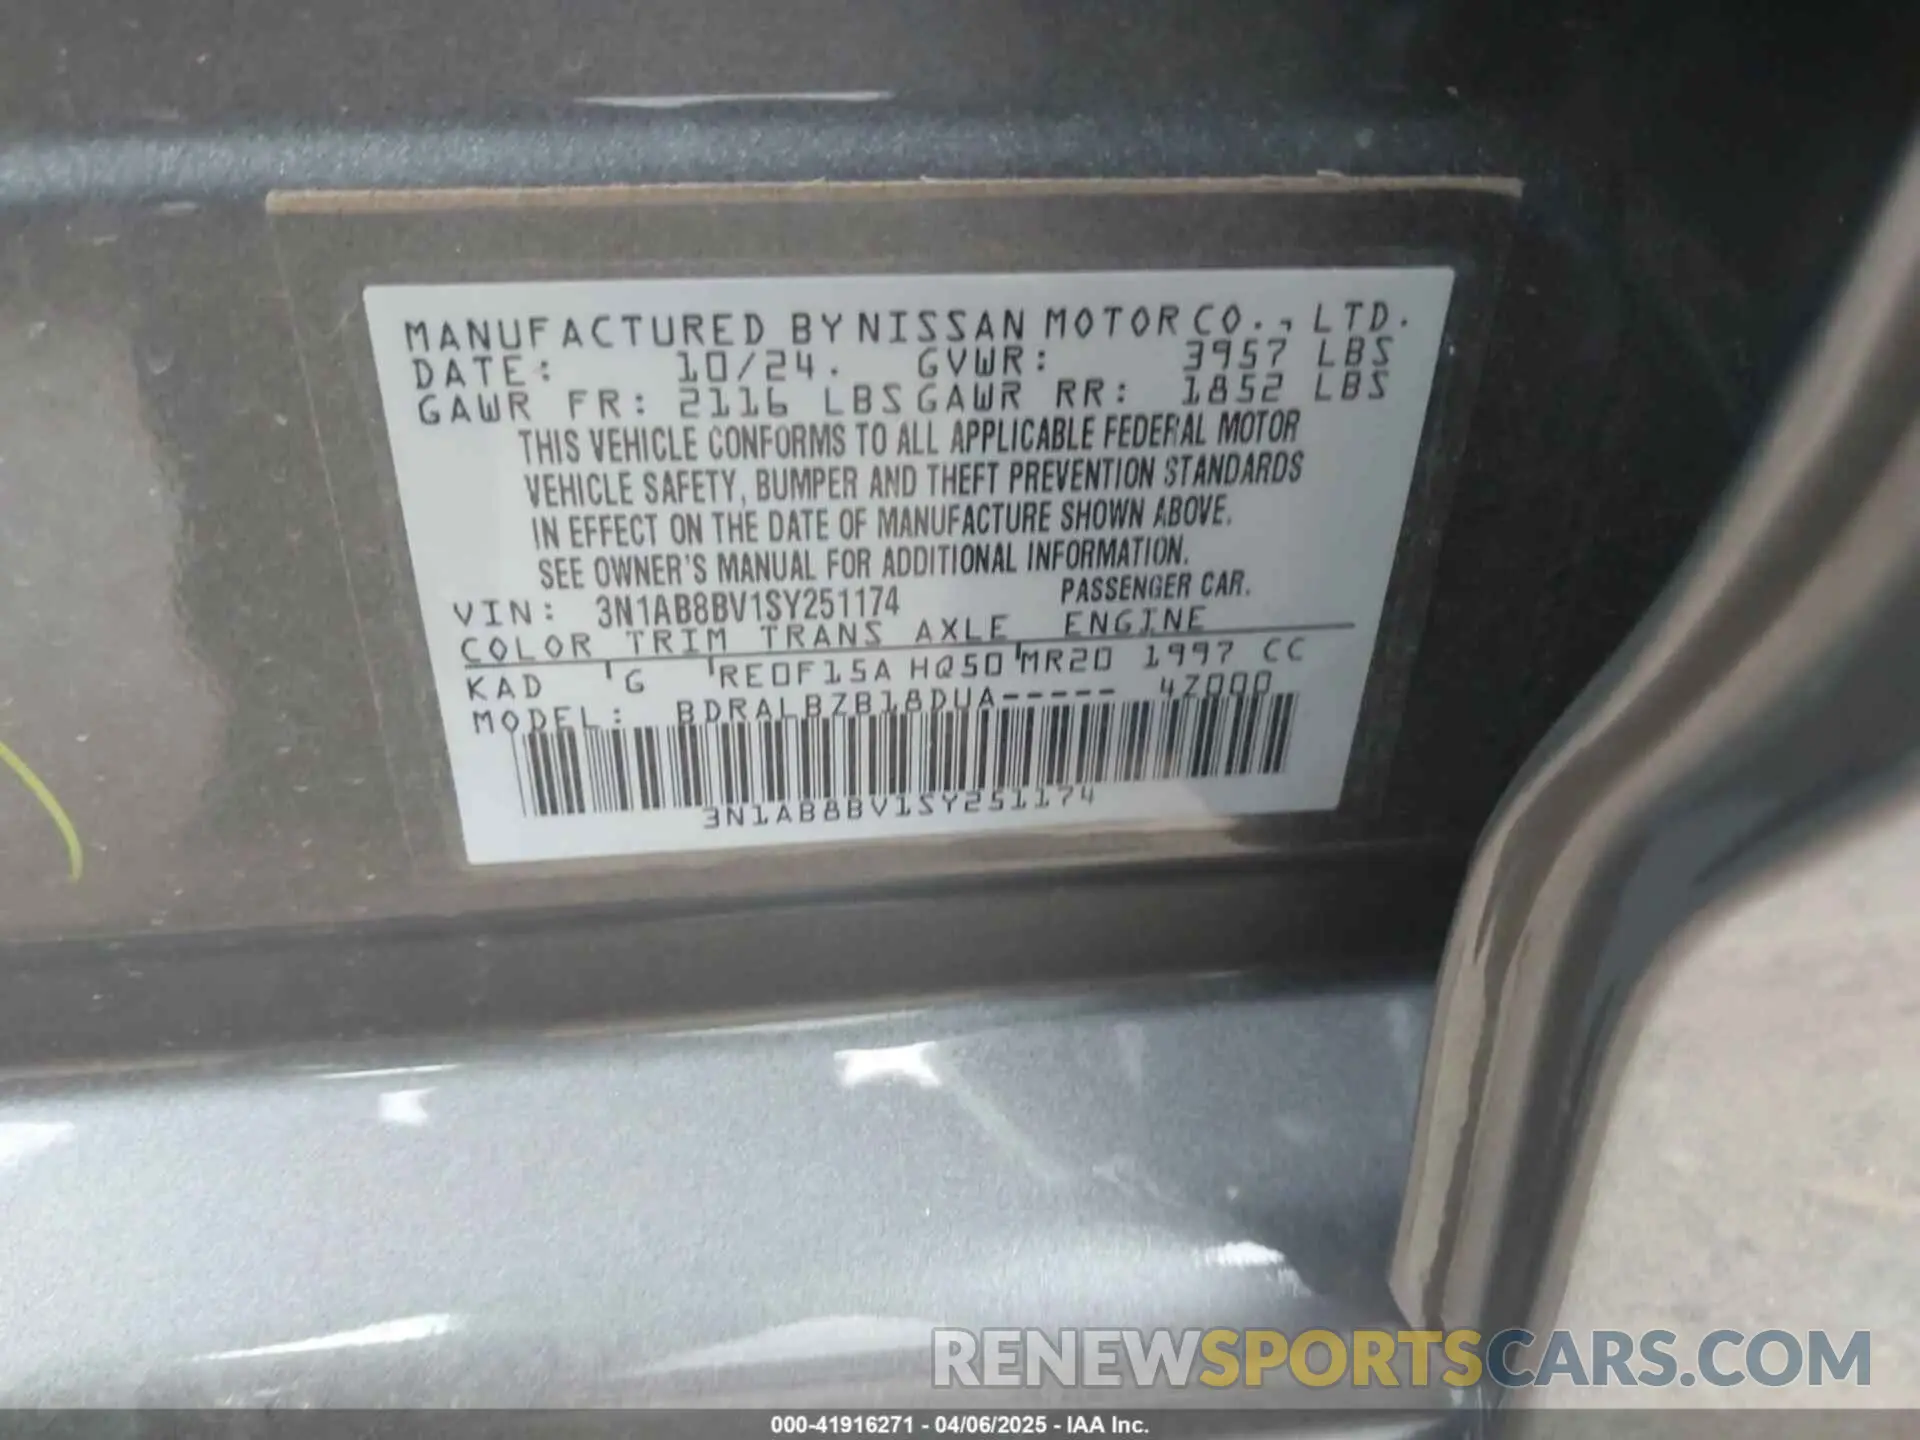 MANUFACTURED BY NISSAN MOTOR CO., LTD.
DATE: 10/24. GVWR: 3957 LBS
GAWR FR: 2116 LBS GAWR RR: 1852 LBS
THIS VEHICLE CONFORMS TO ALL APPLICABLE FEDERAL MOTOR
VEHICLE SAFETY, BUMPER AND THEFT PREVENTION STANDARDS
IN EFFECT ON THE DATE OF MANUFACTURE SHOWN ABOVE.
SEE OWNER'S MANUAL FOR ADDITIONAL INFORMATION.
VIN: 3N1AB8BV1SY251174 PASSENGER CAR.
COLOR TRIM TRANS AXLE ENGINE
KAD G RE0F15A HQ50 MR20 1997 CC
MODEL: BDRALBZB18DUA----- 4Z000
3N1AB8BV1SY251174
RENEWSPORTSCARS.COM
000-41916271 - 04/06/2025 - IAA Inc.